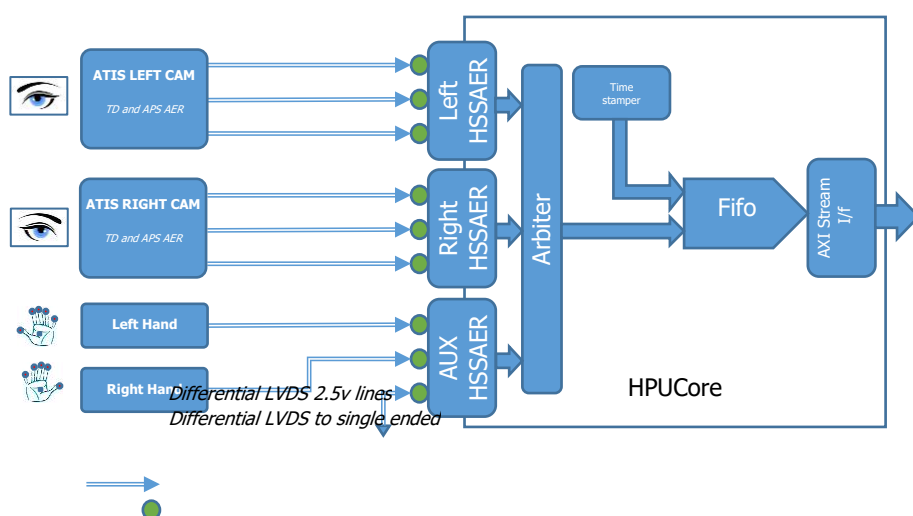 ATIS LEFT CAM
TD and APS AER
Left
HSSAER
Time
stamper
ATIS RIGHT CAM
TD and APS AER
Right
HSSAER
Arbiter
Fifo
AXI Stream
I/f
Left Hand
Right Hand
AUX
HSSAER
HPUCore
Differential LVDS 2.5v lines
Differential LVDS to single ended